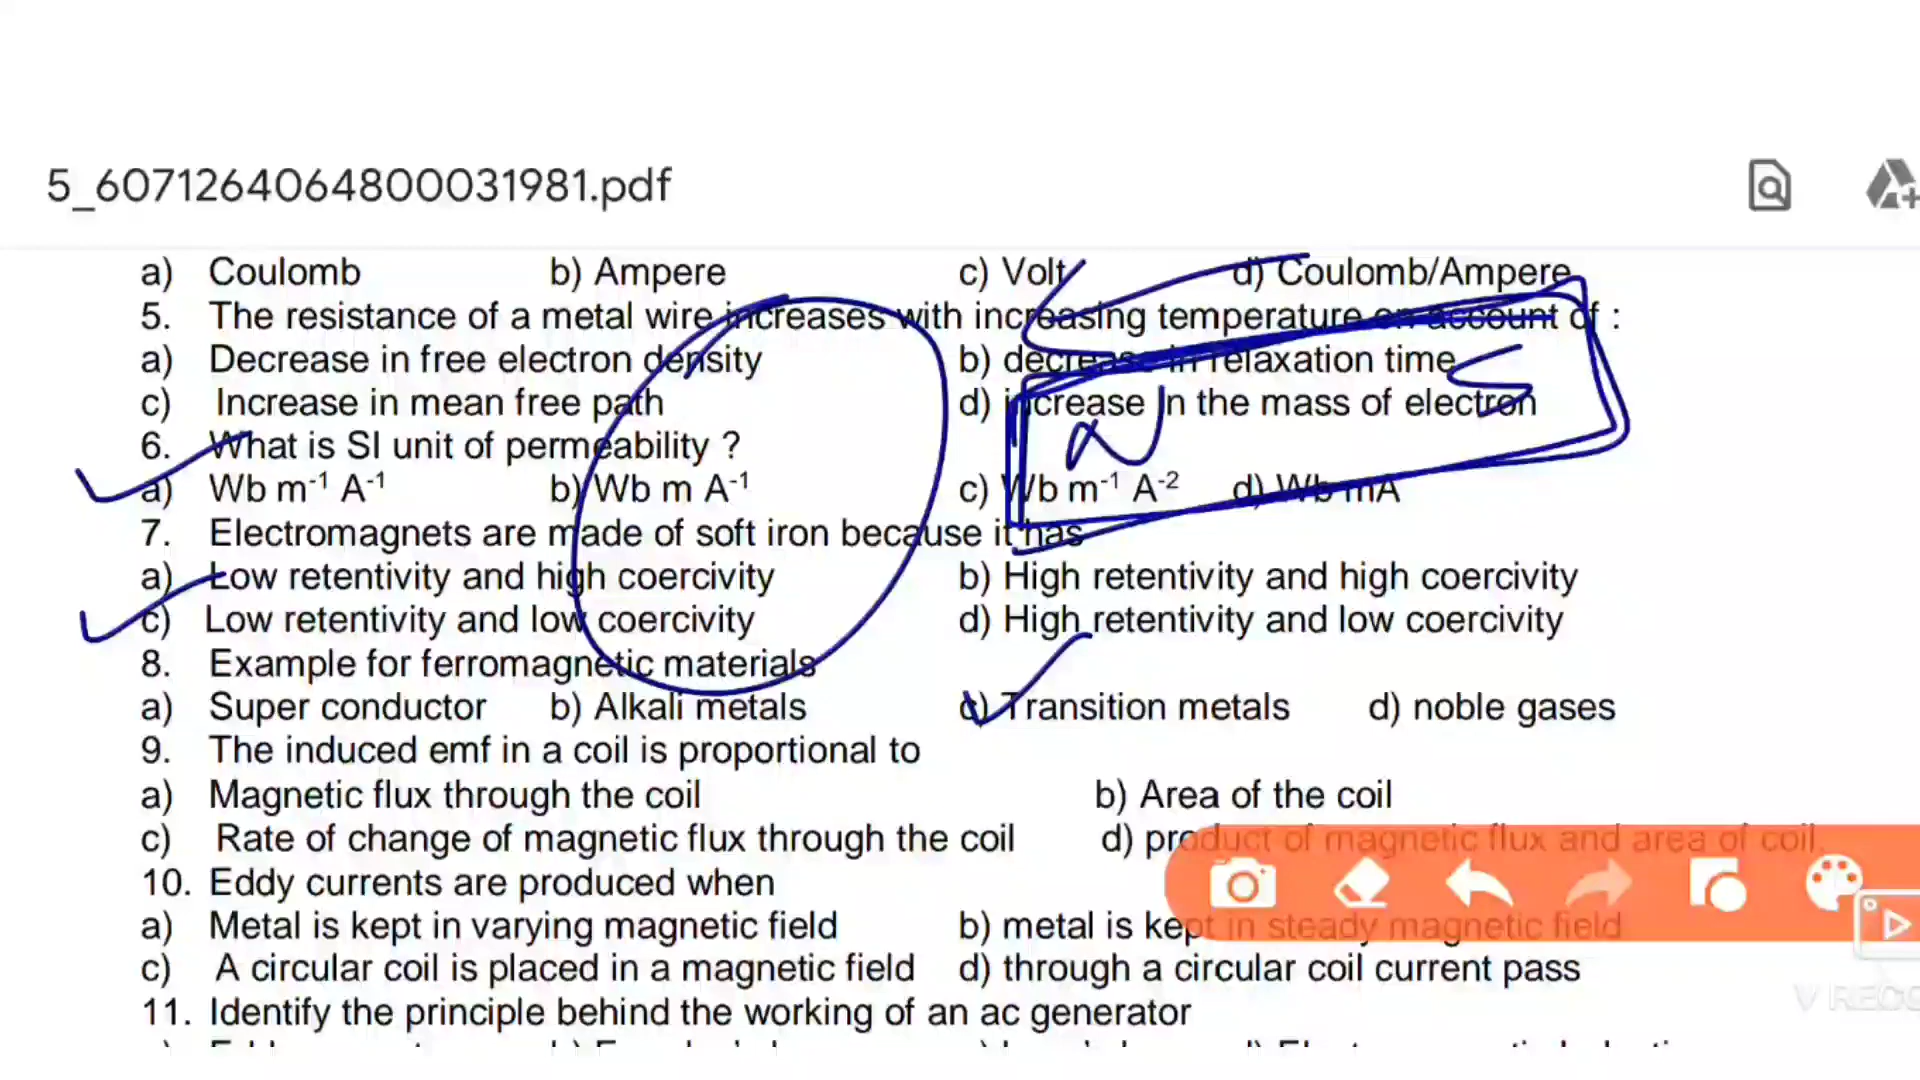 5_6071264064800031981.pdf
a) Coulomb b) Ampere c) Volt d) Coulomb/Ampere
5. The resistance of a metal wire increases with increasing temperature on account of :
a) Decrease in free electron density b) decrease in relaxation time
c) Increase in mean free path d) increase in the mass of electron
6. What is SI unit of permeability ?
a) Wb m⁻¹ A⁻¹ b) Wb m A⁻¹ c) Wb m⁻¹ A⁻² d) Wb mA
N S
7. Electromagnets are made of soft iron because it has
a) Low retentivity and high coercivity b) High retentivity and high coercivity
c) Low retentivity and low coercivity d) High retentivity and low coercivity
8. Example for ferromagnetic materials
a) Super conductor b) Alkali metals c) Transition metals d) noble gases
9. The induced emf in a coil is proportional to
a) Magnetic flux through the coil b) Area of the coil
c) Rate of change of magnetic flux through the coil d) product of magnetic flux and area of coil.
10. Eddy currents are produced when
a) Metal is kept in varying magnetic field b) metal is kept in steady magnetic field
c) A circular coil is placed in a magnetic field d) through a circular coil current pass
11. Identify the principle behind the working of an ac generator
V RECO